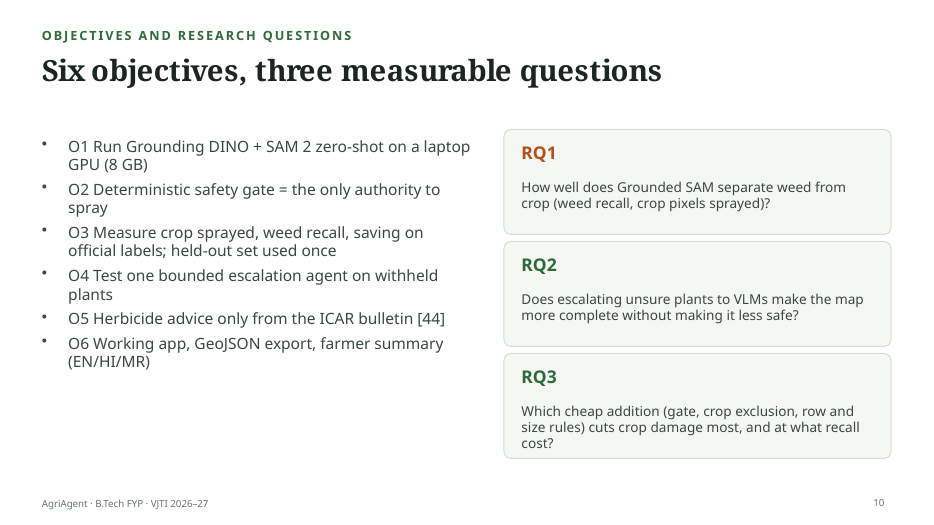 OBJECTIVES AND RESEARCH QUESTIONS
Six objectives, three measurable questions
• O1 Run Grounding DINO + SAM 2 zero-shot on a laptop
GPU (8 GB)
• O2 Deterministic safety gate = the only authority to
spray
• O3 Measure crop sprayed, weed recall, saving on
official labels; held-out set used once
• O4 Test one bounded escalation agent on withheld
plants
• O5 Herbicide advice only from the ICAR bulletin [44]
• O6 Working app, GeoJSON export, farmer summary
(EN/HI/MR)
RQ1
How well does Grounded SAM separate weed from
crop (weed recall, crop pixels sprayed)?
RQ2
Does escalating unsure plants to VLMs make the map
more complete without making it less safe?
RQ3
Which cheap addition (gate, crop exclusion, row and
size rules) cuts crop damage most, and at what recall
cost?
AgriAgent · B.Tech FYP · VJTI 2026–27
10